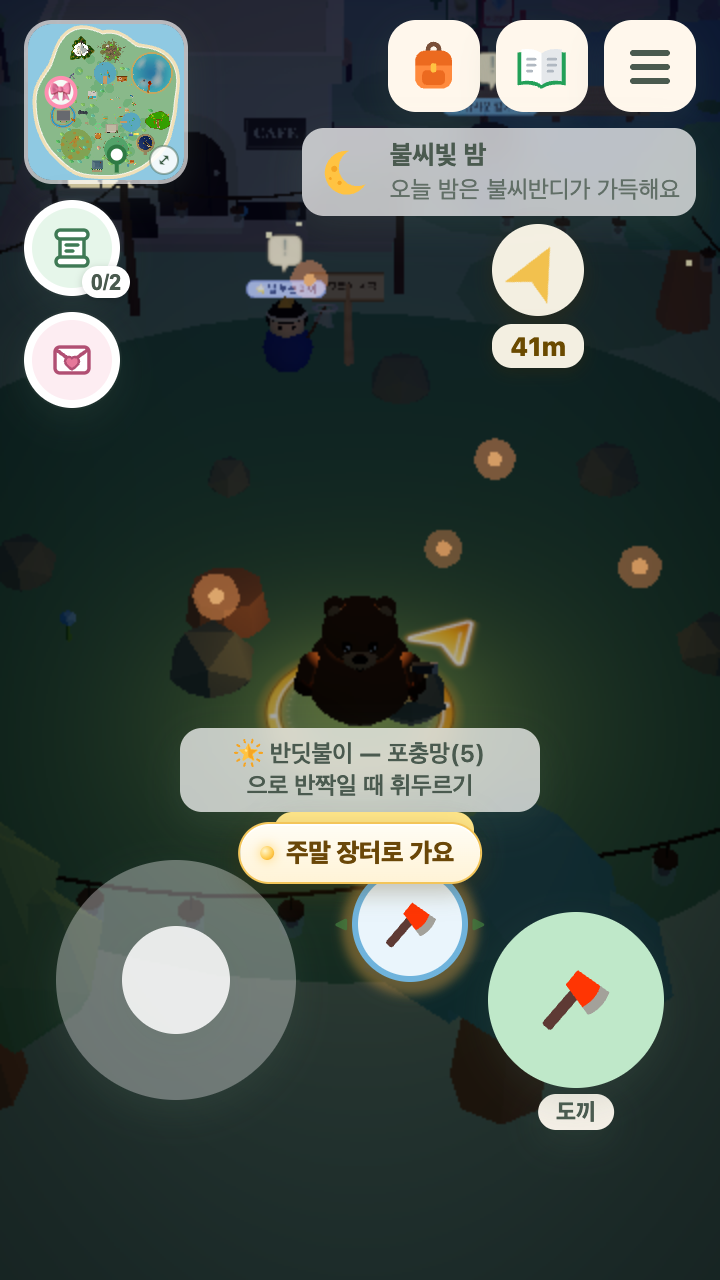 CAFE
불씨빛 밤
오늘 밤은 불씨반디가 가득해요
0/2
41m
반딧불이 — 포충망(5)
으로 반짝일 때 휘두르기
주말 장터로 가요
도끼